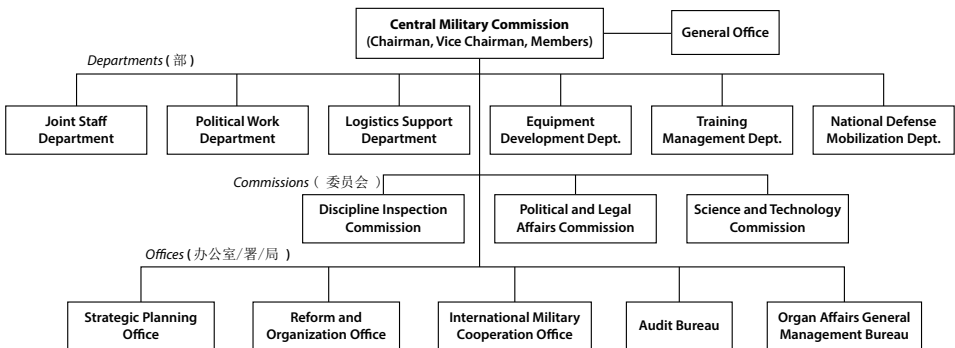 Central Military Commission
(Chairman, Vice Chairman, Members)
General Office
Departments ( 部 )
Joint Staff
Department
Political Work
Department
Logistics Support
Department
Equipment
Development Dept.
Training
Management Dept.
National Defense
Mobilization Dept.
Commissions ( 委员会 )
Discipline Inspection
Commission
Political and Legal
Affairs Commission
Science and Technology
Commission
Offices ( 办公室/署/局 )
Strategic Planning
Office
Reform and
Organization Office
International Military
Cooperation Office
Audit Bureau
Organ Affairs General
Management Bureau